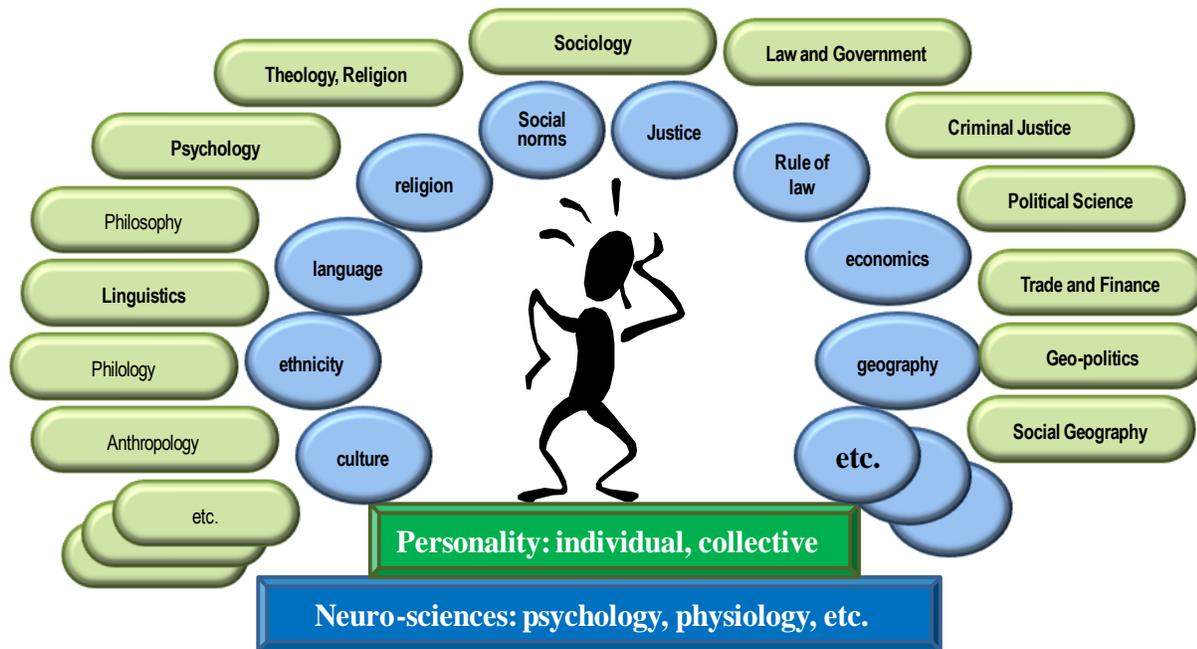 Sociology
Law and Government
Theology, Religion
Criminal Justice
Psychology
Political Science
Philosophy
Trade and Finance
Linguistics
Geo-politics
Philology
Social Geography
Anthropology
etc.
Social
norms
Justice
religion
Rule of
law
language
economics
ethnicity
geography
culture
etc.
Personality: individual, collective
Neuro-sciences: psychology, physiology, etc.